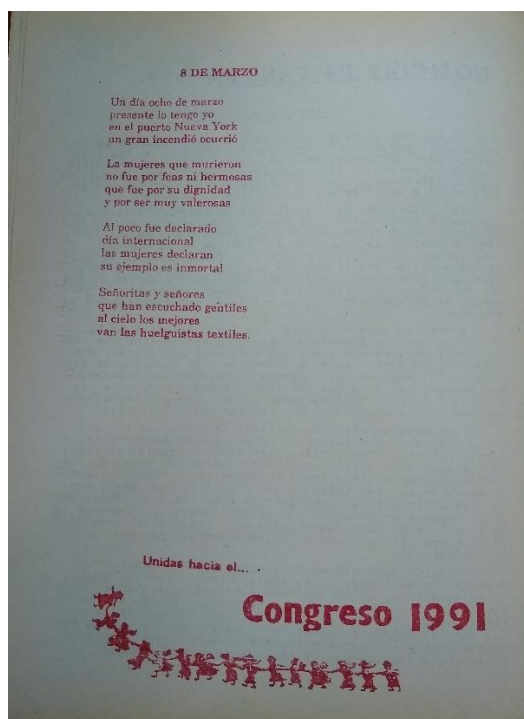 8 DE MARZO
Un día ocho de marzo
presente lo tengo yo
en el puerto Nueva York
un gran incendió ocurrió
La mujeres que murieron
no fue por feas ni hermosas
que fue por su dignidad
y por ser muy valerosas
Al poco fue declarado
día internacional
las mujeres declaran
su ejemplo es inmortal
Señoritas y señores
que han escuchado gentiles
al cielo los mejores
van las huelguistas textiles.
Unidas hacia el...
Congreso 1991